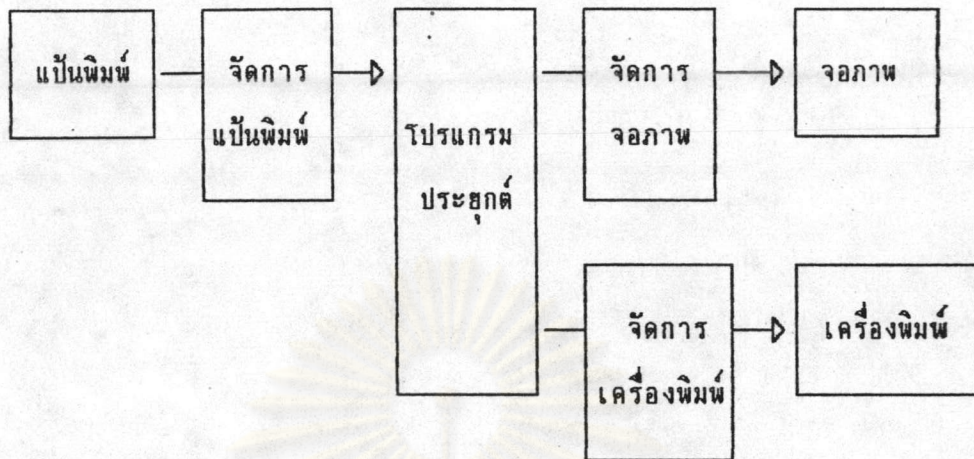 แป้นพิมพ์
จัดการ
แป้นพิมพ์
โปรแกรม
ประยุกต์
จัดการ
จอภาพ
จอภาพ
จัดการ
เครื่องพิมพ์
เครื่องพิมพ์